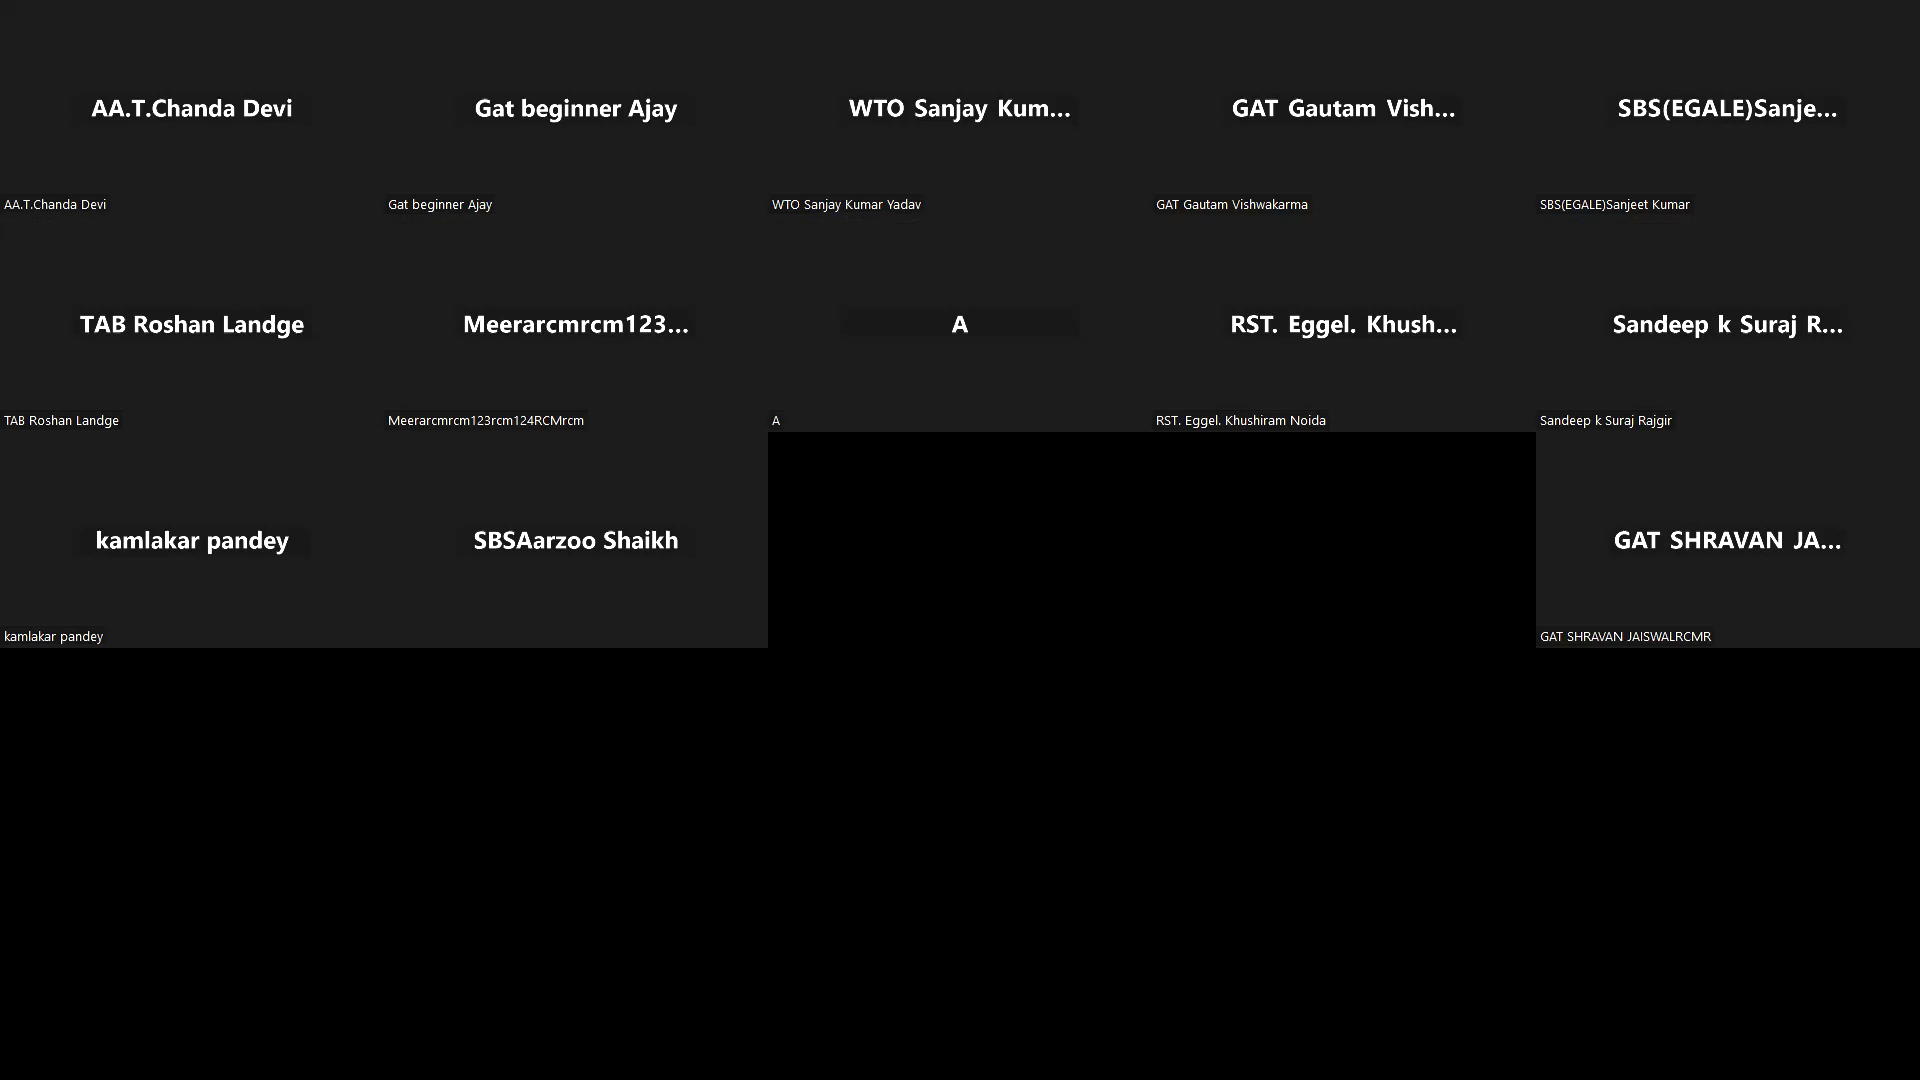 AA.T.Chanda Devi
Gat beginner Ajay
WTO Sanjay Kum...
GAT Gautam Vish...
SBS(EGALE)Sanje...
AA.T.Chanda Devi
Gat beginner Ajay
WTO Sanjay Kumar Yadav
GAT Gautam Vishwakarma
SBS(EGALE)Sanjeet Kumar
TAB Roshan Landge
Meerarcmrcm123...
A
RST. Eggel. Khush...
Sandeep k Suraj R...
TAB Roshan Landge
Meerarcmrcm123rcm124RCMrcm
A
RST. Eggel. Khushiram Noida
Sandeep k Suraj Rajgir
kamlakar pandey
SBSAarzoo Shaikh
GAT SHRAVAN JA...
kamlakar pandey
GAT SHRAVAN JAISWALRCMR